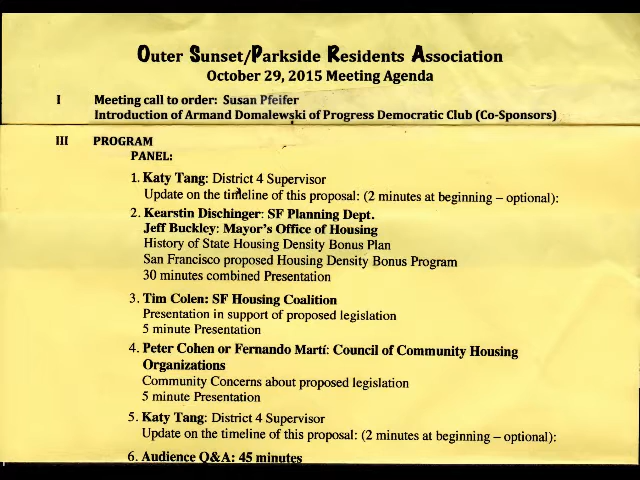 Outer Sunset/Parkside Residents Association
October 29, 2015 Meeting Agenda
I Meeting call to order: Susan Pfeifer
Introduction of Armand Domalewski of Progress Democratic Club (Co-Sponsors)
III PROGRAM
PANEL:
1. Katy Tang: District 4 Supervisor
Update on the timeline of this proposal: (2 minutes at beginning – optional):
2. Kearstin Dischinger: SF Planning Dept.
Jeff Buckley: Mayor's Office of Housing
History of State Housing Density Bonus Plan
San Francisco proposed Housing Density Bonus Program
30 minutes combined Presentation
3. Tim Colen: SF Housing Coalition
Presentation in support of proposed legislation
5 minute Presentation
4. Peter Cohen or Fernando Martí: Council of Community Housing
Organizations
Community Concerns about proposed legislation
5 minute Presentation
5. Katy Tang: District 4 Supervisor
Update on the timeline of this proposal: (2 minutes at beginning – optional):
6. Audience Q&A: 45 minutes